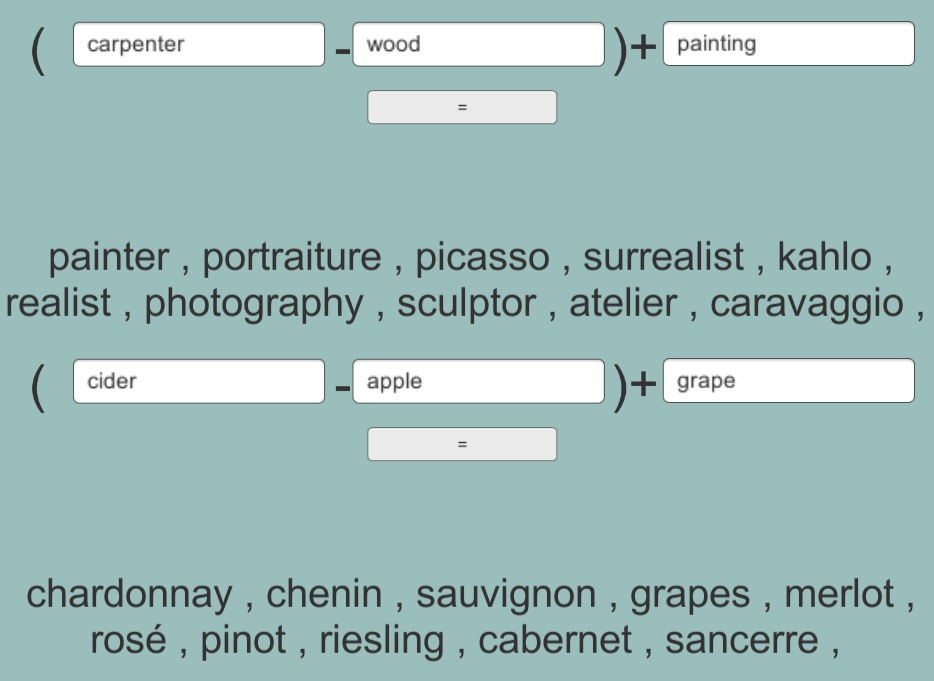 ( carpenter - wood )+ painting
=
painter , portraiture , picasso , surrealist , kahlo ,
realist , photography , sculptor , atelier , caravaggio ,
( cider - apple )+ grape
=
chardonnay , chenin , sauvignon , grapes , merlot ,
rosé , pinot , riesling , cabernet , sancerre ,